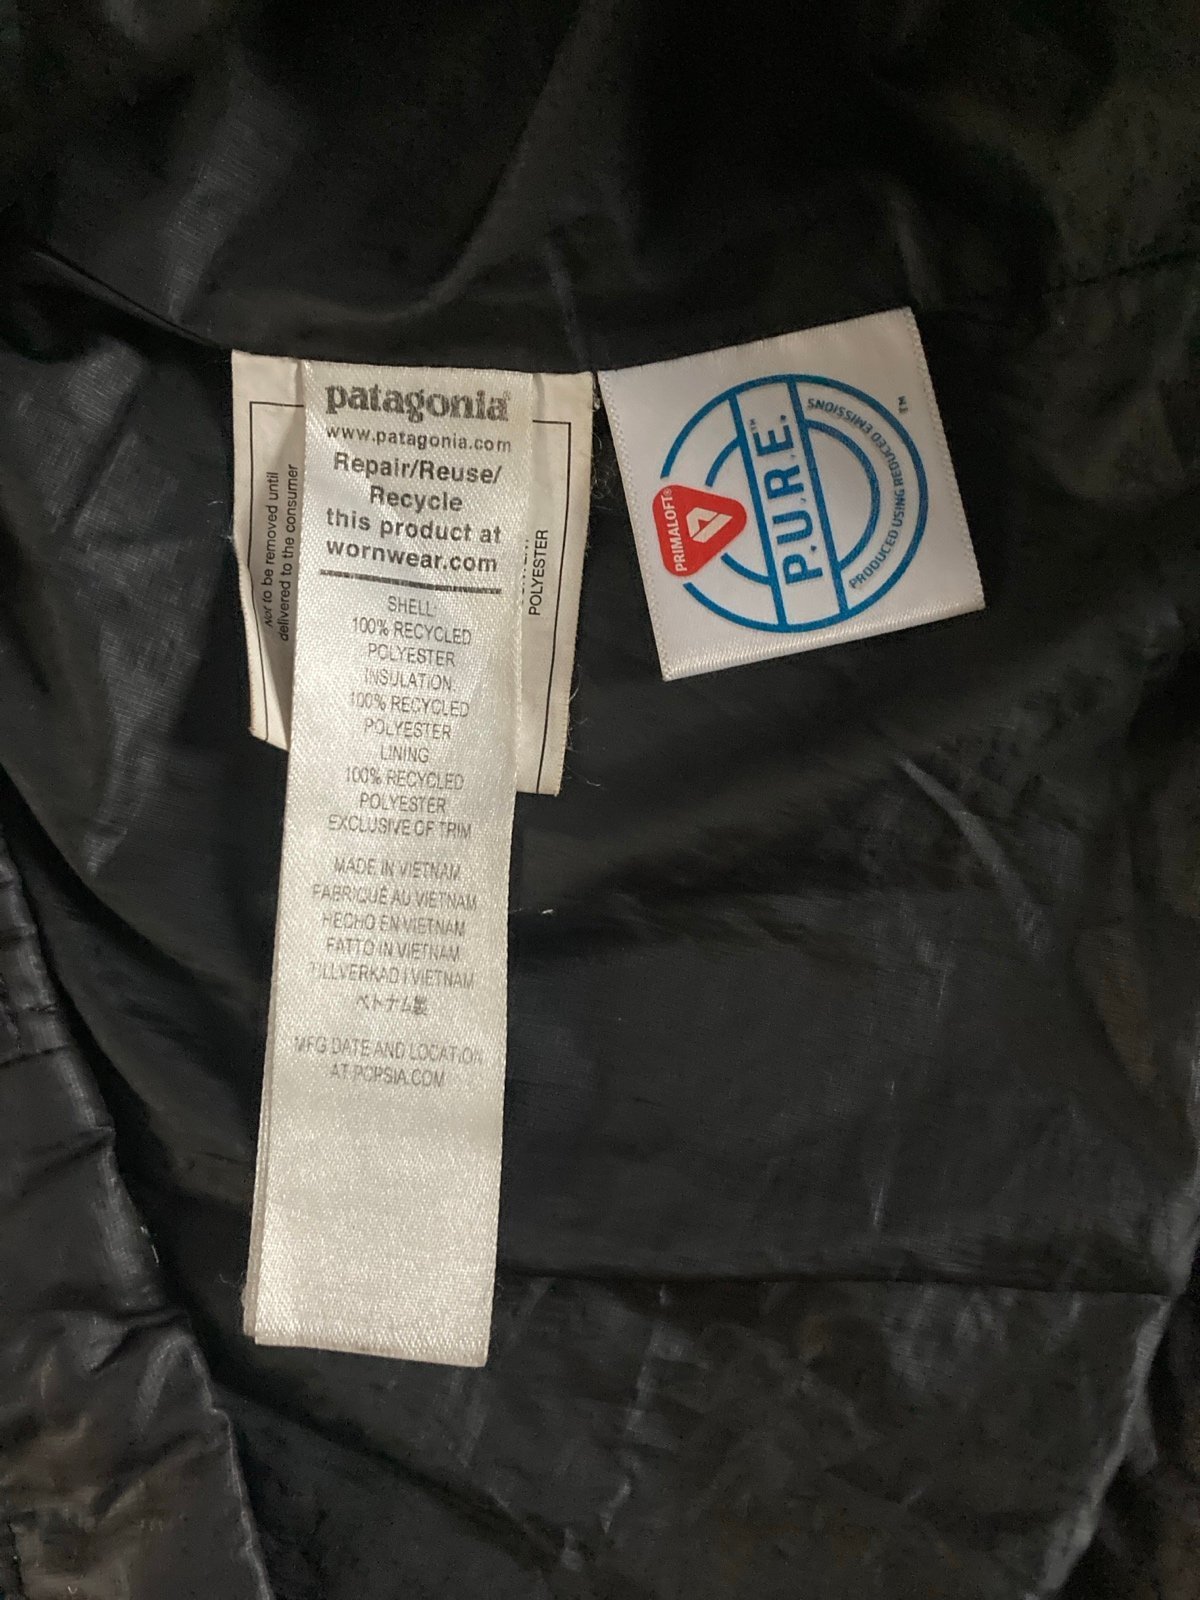 patagonia®
www.patagonia.com
Repair/Reuse/
Recycle
this product at
wornwear.com
SHELL:
100% RECYCLED
POLYESTER
INSULATION:
100% RECYCLED
POLYESTER
LINING
100% RECYCLED
POLYESTER
EXCLUSIVE OF TRIM
MADE IN VIETNAM
FABRIQUÉ AU VIETNAM
HECHO EN VIETNAM
FATTO IN VIETNAM
TILLVERKAD I VIETNAM
ベトナム製
MFG DATE AND LOCATION
AT POPSIA.COM
Not to be removed until
delivered to the consumer
POLYESTER
PRIMALOFT®
P.U.R.E.™
PRODUCED USING REDUCED EMISSIONS
™